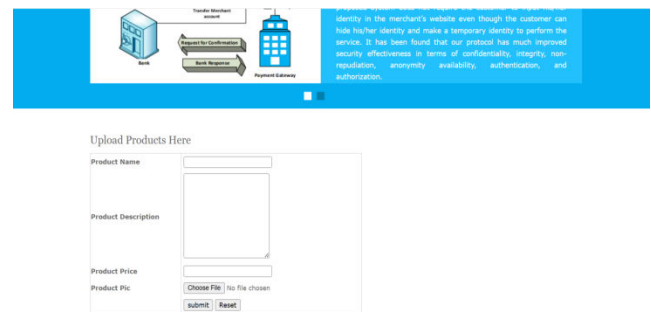 Transfer Merchant
account
Request for Confirmation
Bank Response
Bank
Payment Gateway
identity in the merchant's website even though the customer can
hide his/her identity and make a temporary identity to perform the
service. It has been found that our protocol has much improved
security effectiveness in terms of confidentiality, integrity, non-
repudiation, anonymity availability, authentication, and
authorization.
Upload Products Here
Product Name
Product Description
Product Price
Product Pic
Choose File No file chosen
submit Reset